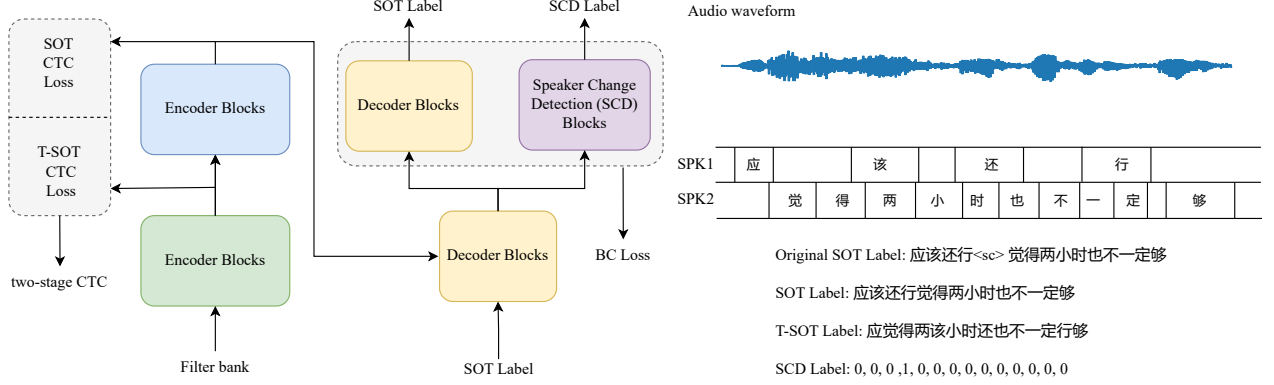 SOT Label
SCD Label
SOT
CTC
Loss
T-SOT
CTC
Loss
two-stage CTC
Encoder Blocks
Encoder Blocks
Filter bank
Decoder Blocks
Speaker Change
Detection (SCD)
Blocks
Decoder Blocks
BC Loss
SOT Label
Audio waveform
SPK1 应 该 还 行
SPK2 觉 得 两 小 时 也 不 一 定 够
Original SOT Label: 应该还行<sc> 觉得两小时也不一定够
SOT Label: 应该还行觉得两小时也不一定够
T-SOT Label: 应觉得两该小时还也不一定行够
SCD Label: 0, 0, 0 ,1, 0, 0, 0, 0, 0, 0, 0, 0, 0, 0